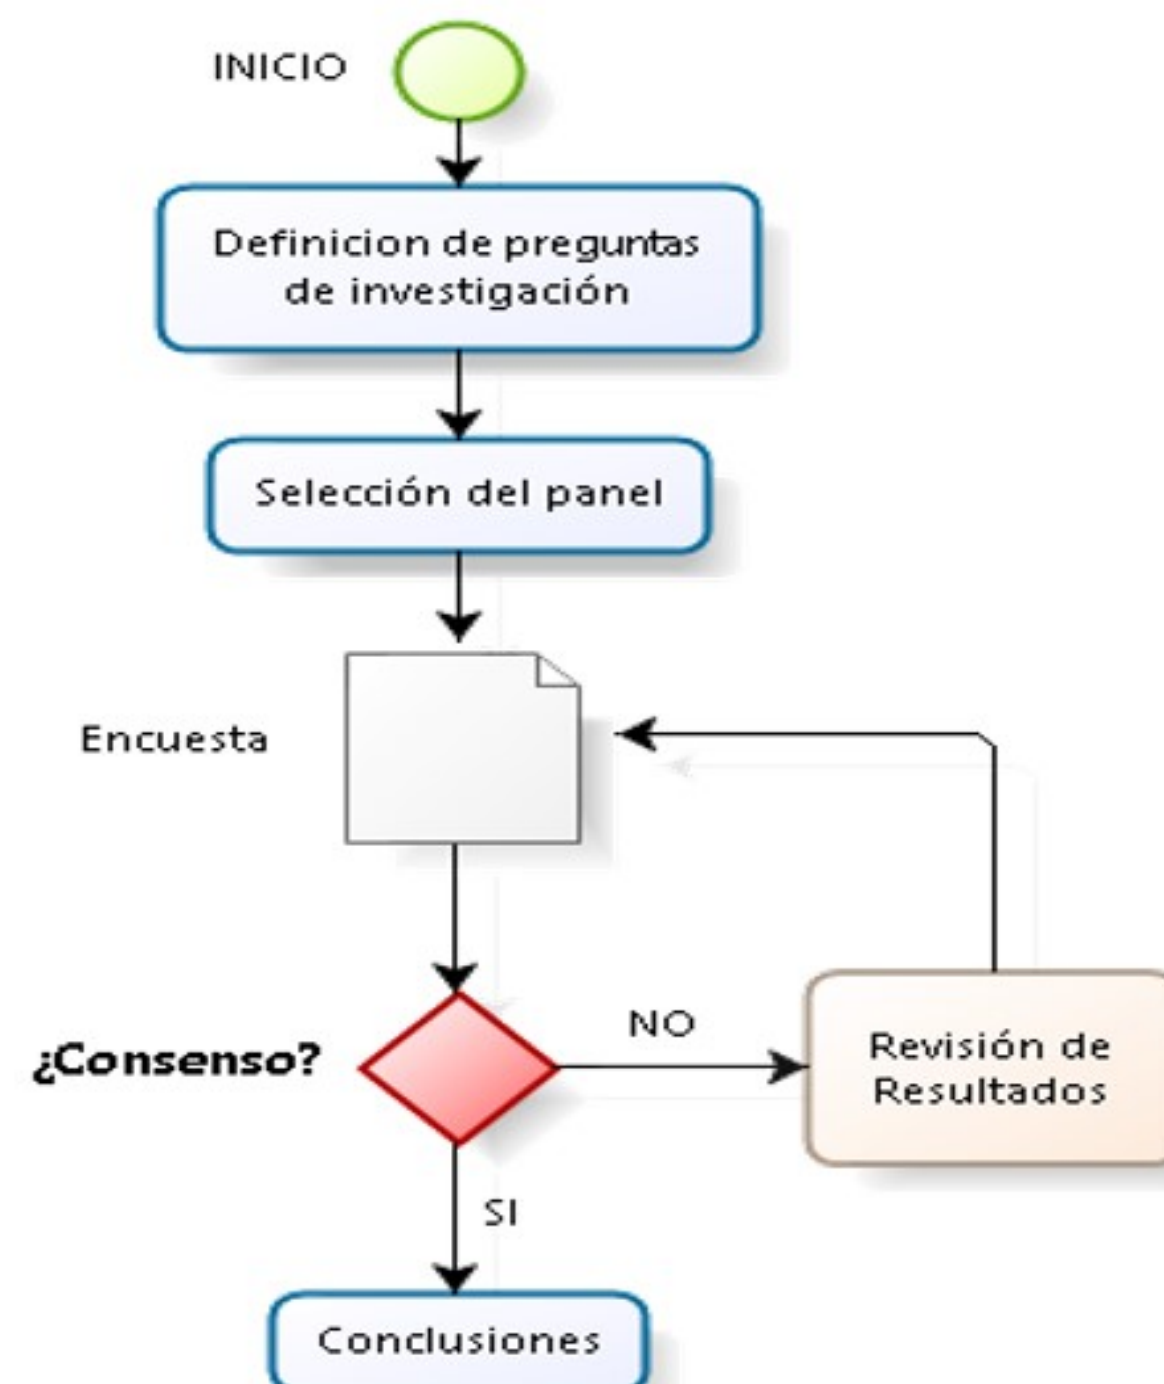 INICIO
Definicion de preguntas
de investigación
Selección del panel
Encuesta
¿Consenso?
NO
Revisión de
Resultados
SI
Conclusiones